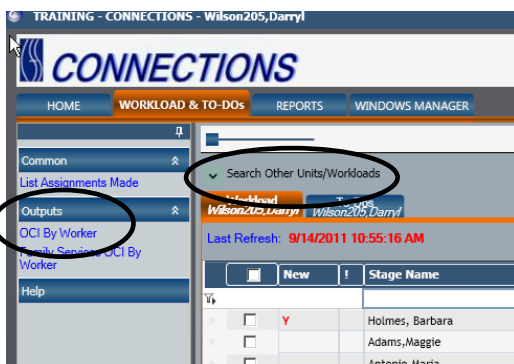 TRAINING - CONNECTIONS - Wilson205,Darryl
CONNECTIONS
HOME WORKLOAD & TO-DOs REPORTS WINDOWS MANAGER
Common
List Assignments Made
Outputs
OCI By Worker
Family Services OCI By
Worker
Help
Search Other Units/Workloads
Workload
Wilson205,Darryl
To-Dos
Wilson205,Darryl
Last Refresh: 9/14/2011 10:55:16 AM
New ! Stage Name
Y Holmes, Barbara
Adams,Maggie
Antonio Maria